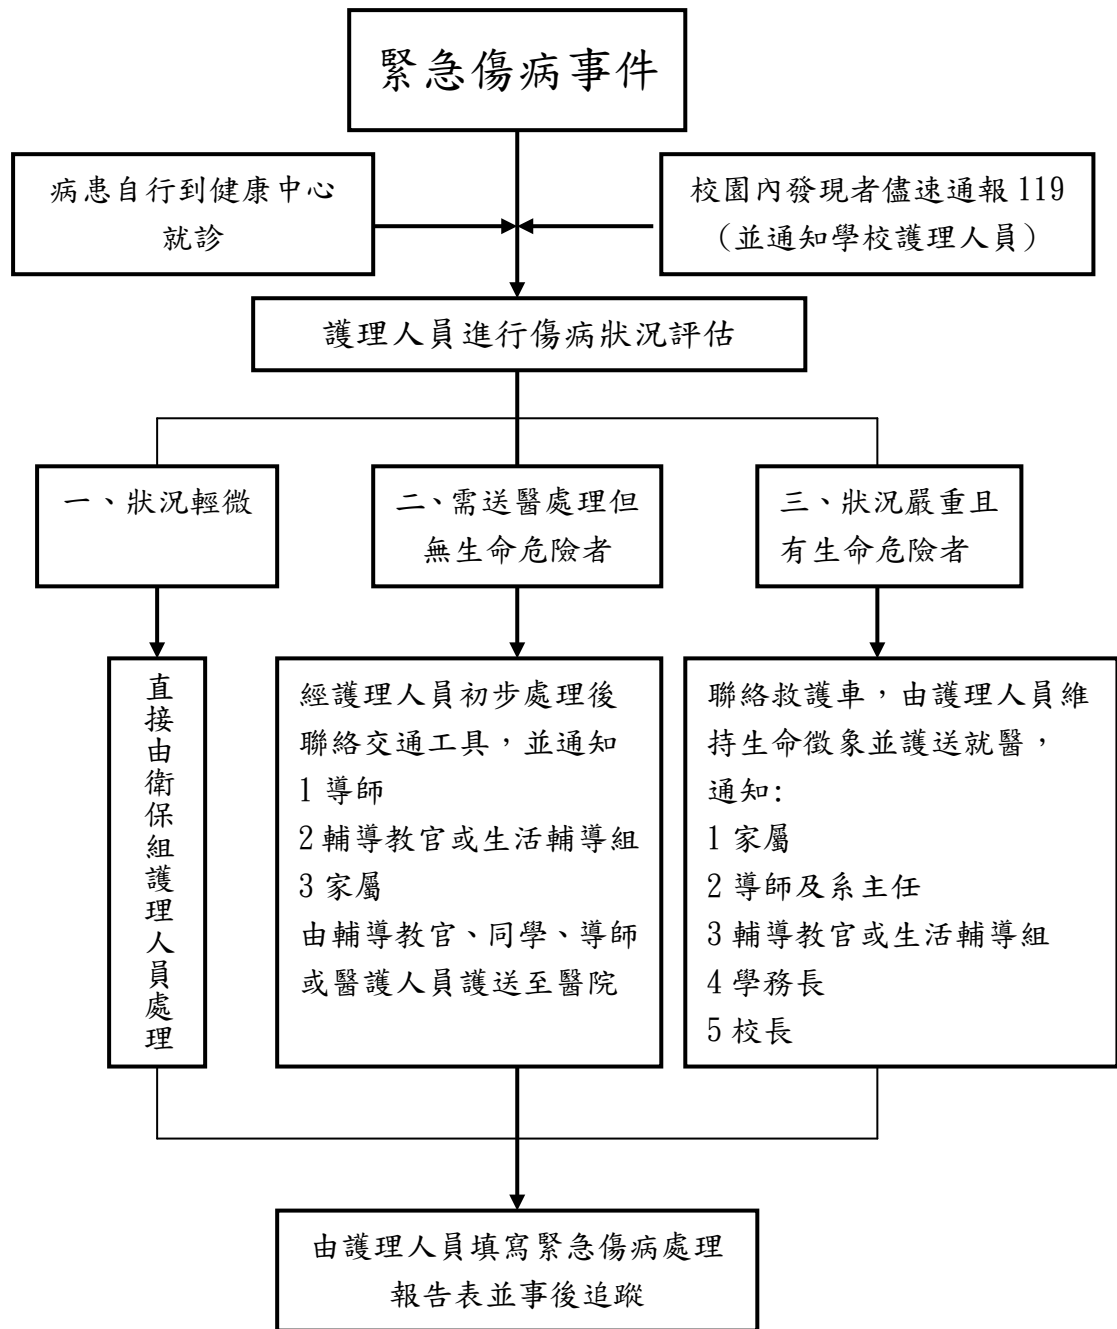 緊急傷病事件
病患自行到健康中心
就診
校園內發現者儘速通報 119
（並通知學校護理人員）
護理人員進行傷病狀況評估
一、狀況輕微
二、需送醫處理但
無生命危險者
三、狀況嚴重且
有生命危險者
直接由衛保組護理人員處理
經護理人員初步處理後
聯絡交通工具，並通知
1 導師
2 輔導教官或生活輔導組
3 家屬
由輔導教官、同學、導師
或醫護人員護送至醫院
聯絡救護車，由護理人員維
持生命徵象並護送就醫，
通知:
1 家屬
2 導師及系主任
3 輔導教官或生活輔導組
4 學務長
5 校長
由護理人員填寫緊急傷病處理
報告表並事後追蹤